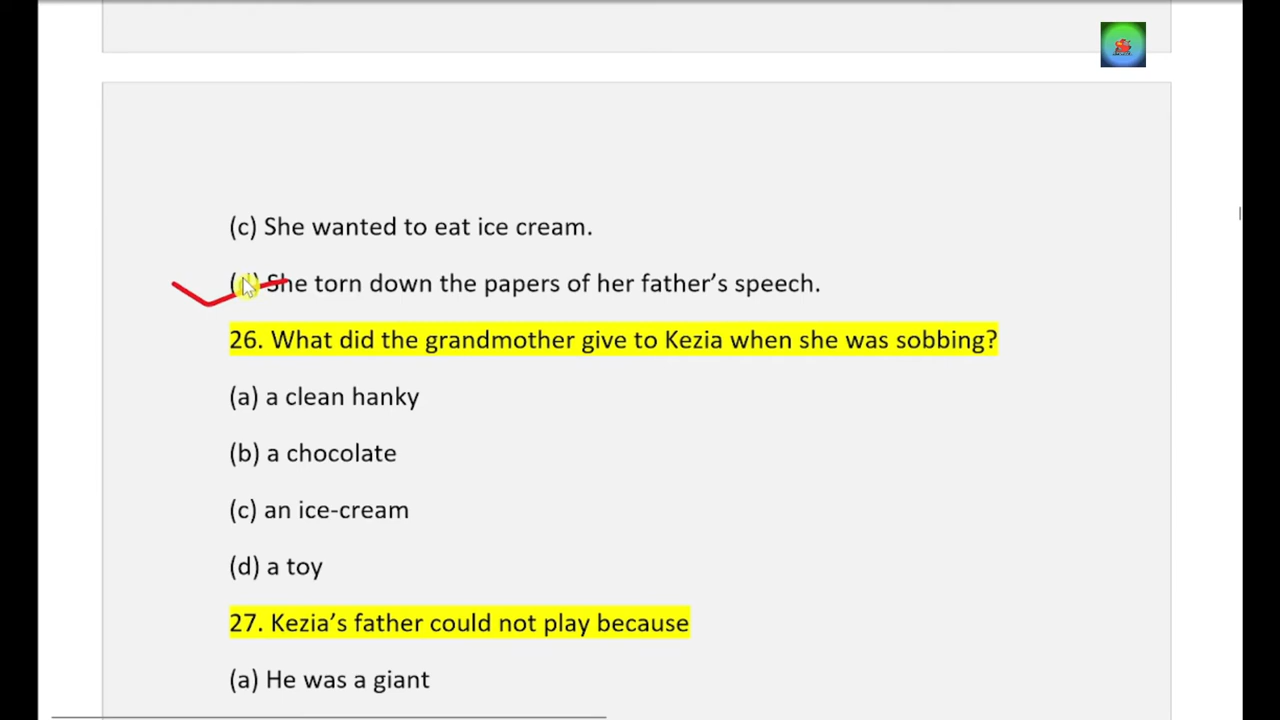 (c) She wanted to eat ice cream.
(d) She torn down the papers of her father’s speech.
26. What did the grandmother give to Kezia when she was sobbing?
(a) a clean hanky
(b) a chocolate
(c) an ice-cream
(d) a toy
27. Kezia’s father could not play because
(a) He was a giant